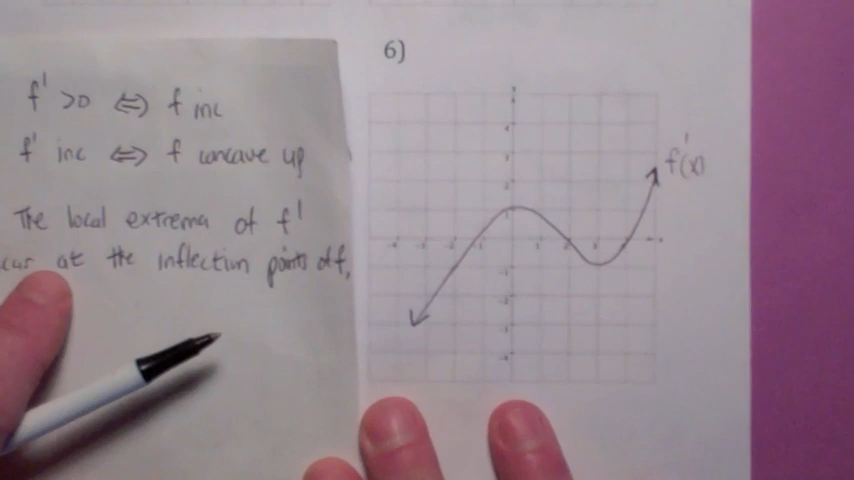 f' >0 ⇔ f inc
f' inc ⇔ f concave up
The local extrema of f'
at the inflection points of f,
6)
f'(x)